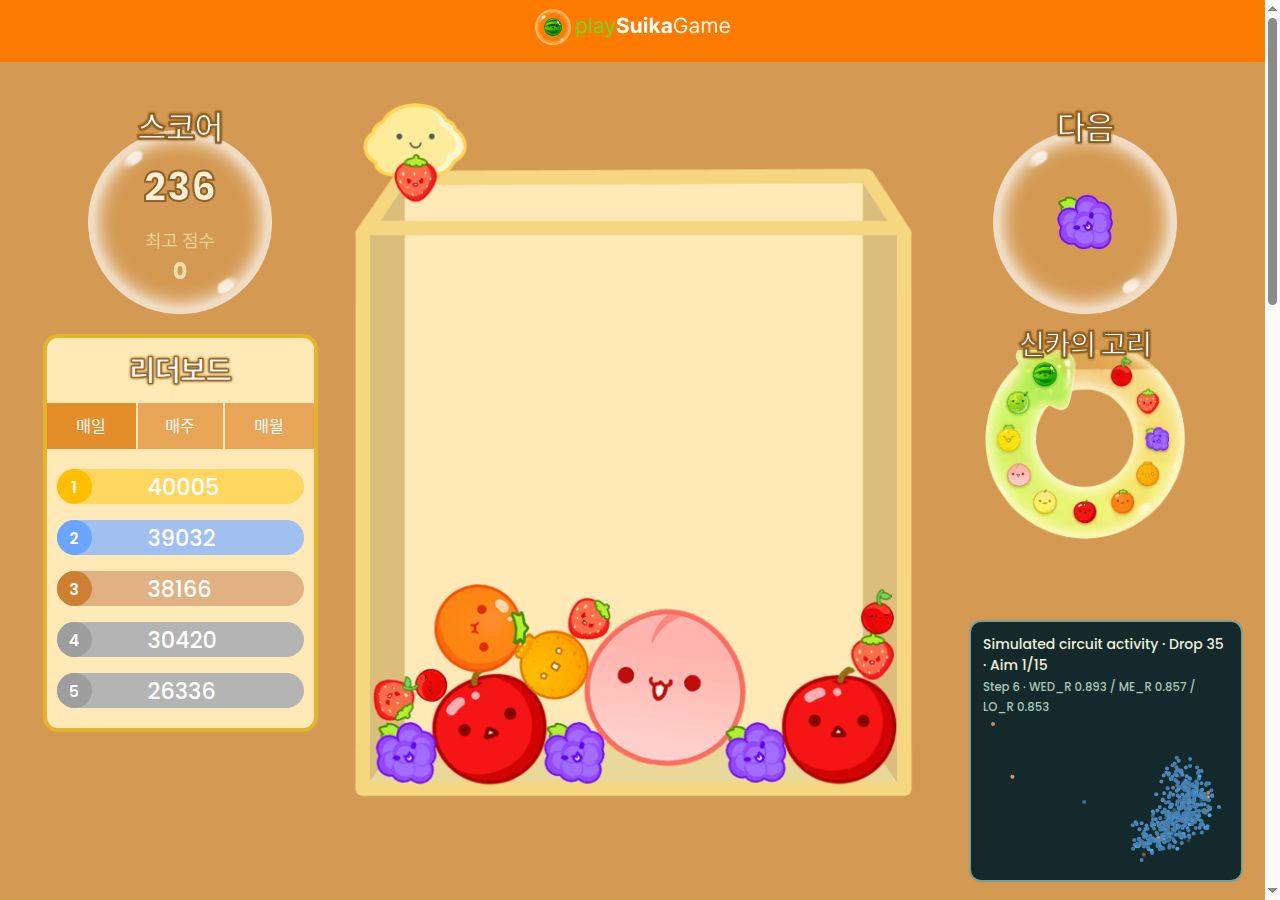 playSuikaGame
스코어
236
최고 점수
0
리더보드
매일 매주 매월
1 40005
2 39032
3 38166
4 30420
5 26336
다음
신카의 고리
Simulated circuit activity · Drop 35
· Aim 1/15
Step 6 · WED_R 0.893 / ME_R 0.857 /
LO_R 0.853